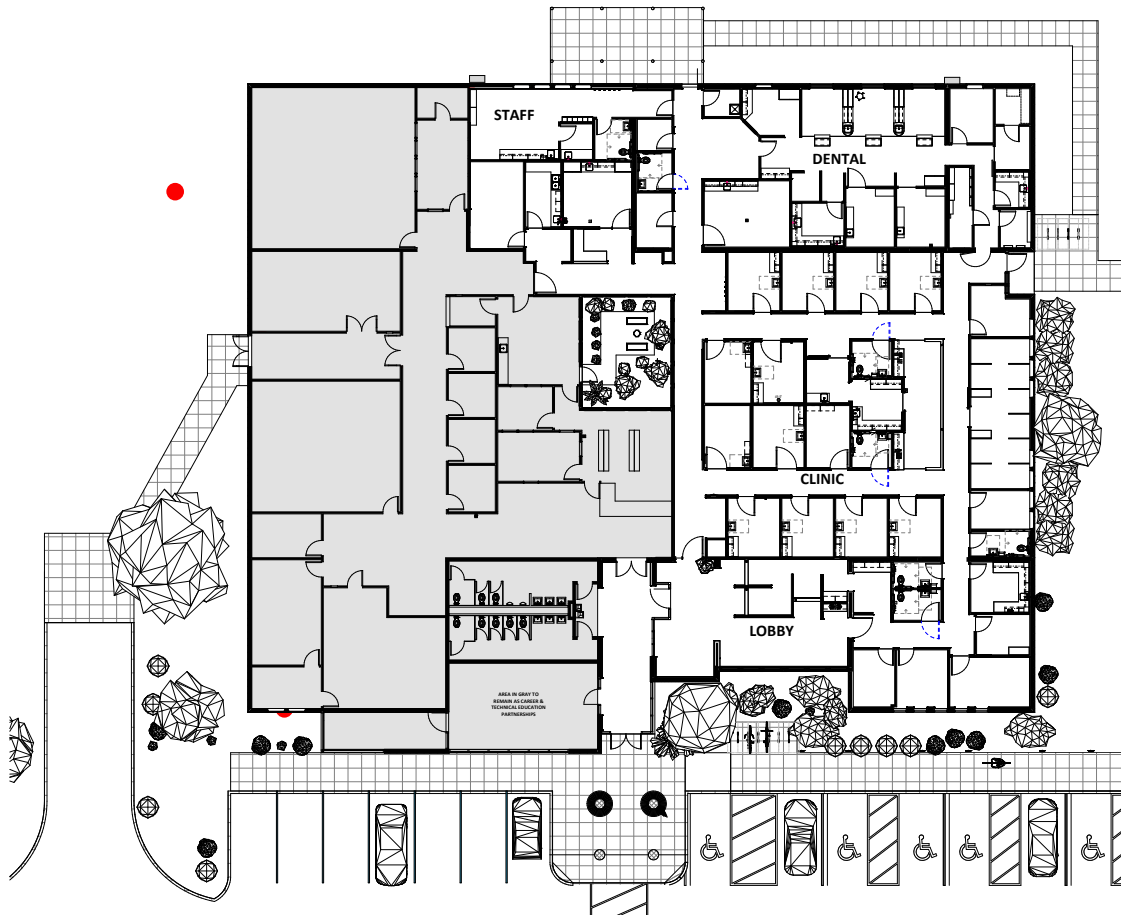 STAFF
DENTAL
CLINIC
LOBBY
AREA IN GRAY TO
REMAIN AS CAREER &
TECHNICAL EDUCATION
PARTNERSHIPS